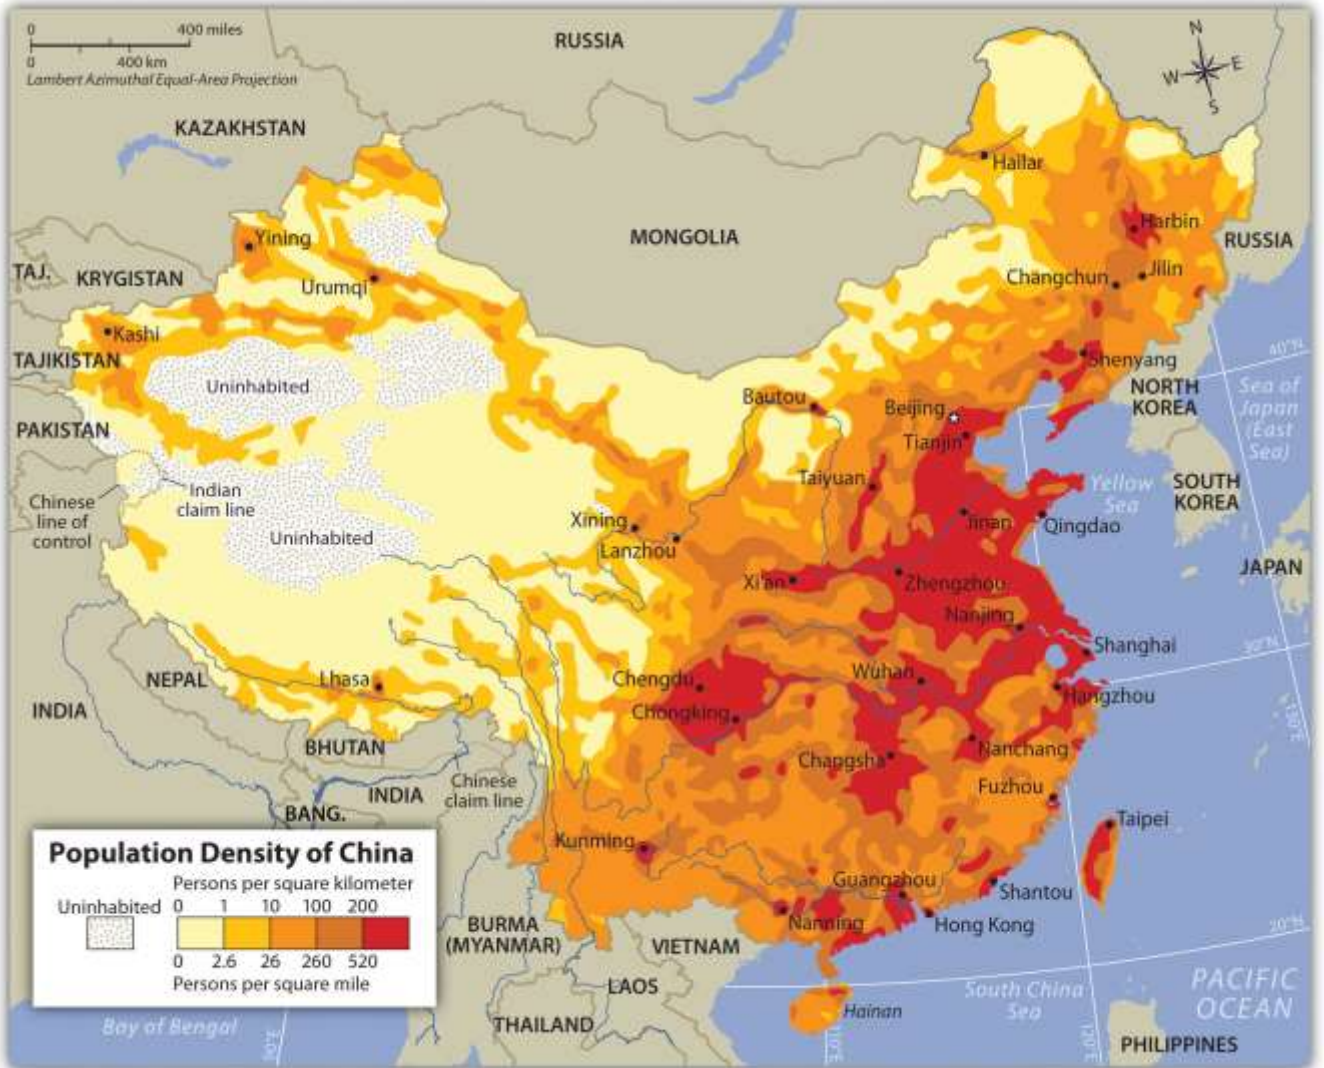 0 400 miles
0 400 km
Lambert Azimuthal Equal-Area Projection
N
W E
S
RUSSIA
KAZAKHSTAN
Hailar
MONGOLIA
Harbin
RUSSIA
Yining
TAJ.
KRYGISTAN
Urumqi
Changchun
Jilin
Kashi
TAJIKISTAN
Shenyang
40°N
Uninhabited
NORTH
KOREA
Sea of
Japan
(East
Sea)
Bautou
Beijing
Tianjin
PAKISTAN
Taiyuan
Yellow
Sea
SOUTH
KOREA
Chinese
line of
control
Indian
claim line
Uninhabited
Xining
Lanzhou
Jinan
Qingdao
JAPAN
Xi'an
Zhengzhou
Nanjing
Shanghai
30°N
NEPAL
Lhasa
Chengdu
Wuhan
Hangzhou
INDIA
Chongking
130°E
BHUTAN
Changsha
Nanchang
INDIA
Chinese
claim line
Fuzhou
BANG.
Taipei
Kunming
Population Density of China
Persons per square kilometer
Uninhabited 0 1 10 100 200
0 2.6 26 260 520
Persons per square mile
Guangzhou
Shantou
Nanning
Hong Kong
20°N
BURMA
(MYANMAR)
VIETNAM
LAOS
Hainan
South China
Sea
PACIFIC
OCEAN
Bay of Bengal
THAILAND
120°E
PHILIPPINES